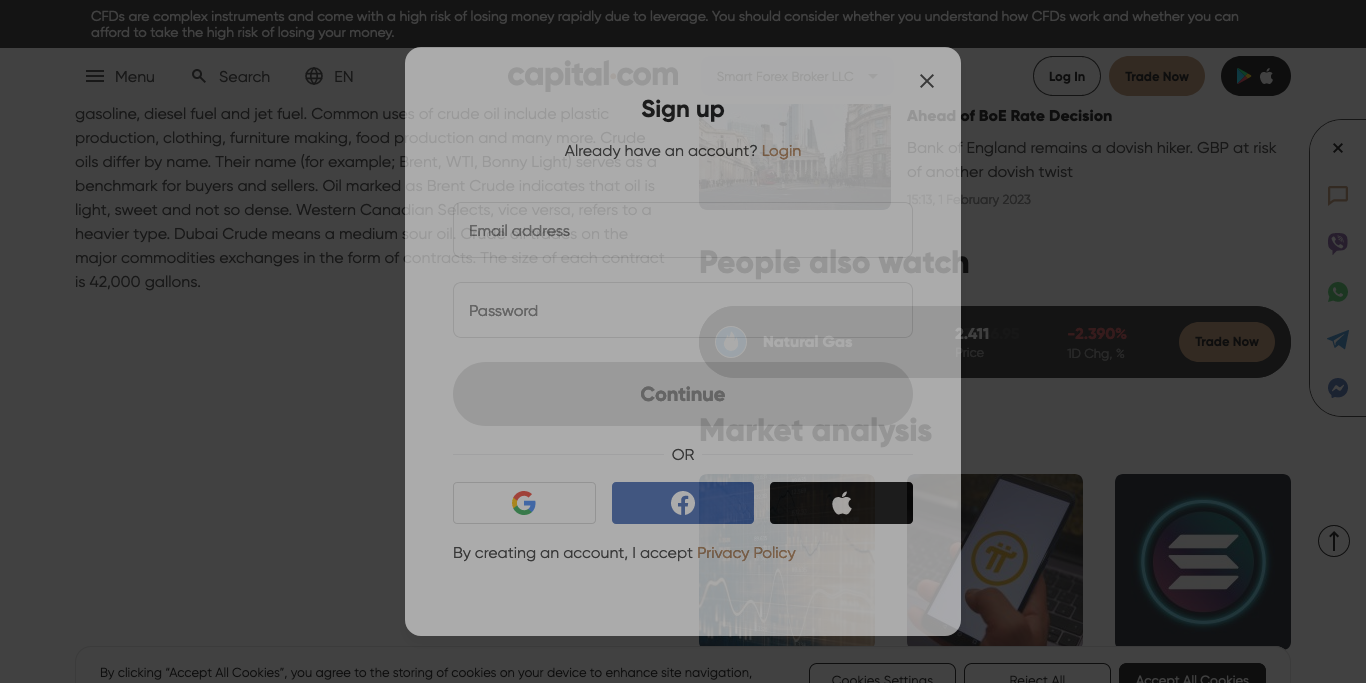 CFDs are complex instruments and come with a high risk of losing money rapidly due to leverage. You should consider whether you understand how CFDs work and whether you can
afford to take the high risk of losing your money.
Menu
Search
EN
capital.com
Smart Forex Broker LLC
Log In
Trade Now
gasoline, diesel fuel and jet fuel. Common uses of crude oil include plastic
production, clothing, furniture making, food production and many more. Crude
oils differ by name. Their name (for example; Brent, WTI, Bonny Light) serves as a
benchmark for buyers and sellers. Oil marked as Brent Crude indicates that oil is
light, sweet and not so dense. Western Canadian Selects, vice versa, refers to a
heavier type. Dubai Crude means a medium sour oil. Crude oil trades on the
major commodities exchanges in the form of contracts. The size of each contract
is 42,000 gallons.
Sign up
Already have an account? Login
Email address
Password
Continue
OR
By creating an account, I accept Privacy Policy
Ahead of BoE Rate Decision
Bank of England remains a dovish hiker. GBP at risk
of another dovish twist
15:13, 1 February 2023
People also watch
Natural Gas
2.411
Price
-2.390%
1D Chg, %
Trade Now
Market analysis
By clicking "Accept All Cookies", you agree to the storing of cookies on your device to enhance site navigation,
Cookies Settings
Reject All
Accept All Cookies